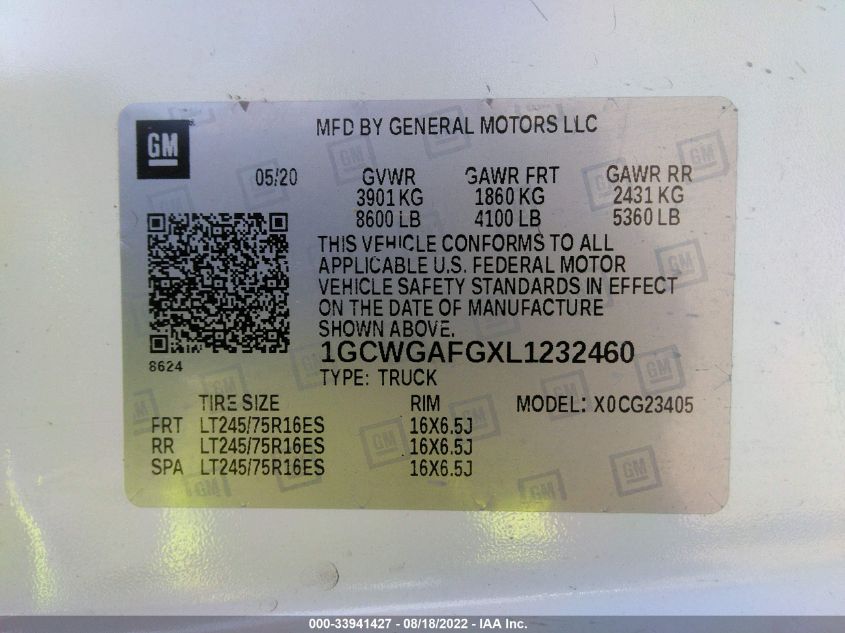 GM
MFD BY GENERAL MOTORS LLC
05/20 GVWR GAWR FRT GAWR RR
3901 KG 1860 KG 2431 KG
8600 LB 4100 LB 5360 LB
THIS VEHICLE CONFORMS TO ALL
APPLICABLE U.S. FEDERAL MOTOR
VEHICLE SAFETY STANDARDS IN EFFECT
ON THE DATE OF MANUFACTURE
SHOWN ABOVE.
8624
1GCWGAFGXL1232460
TYPE: TRUCK
TIRE SIZE RIM MODEL: X0CG23405
FRT LT245/75R16ES 16X6.5J
RR LT245/75R16ES 16X6.5J
SPA LT245/75R16ES 16X6.5J
000-33941427 - 08/18/2022 - IAA Inc.